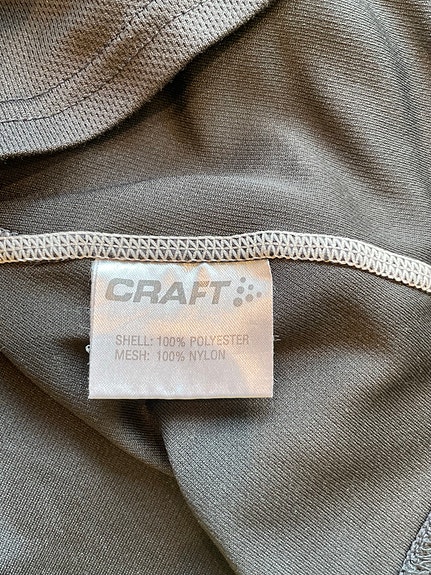 CRAFT
SHELL: 100% POLYESTER
MESH: 100% NYLON